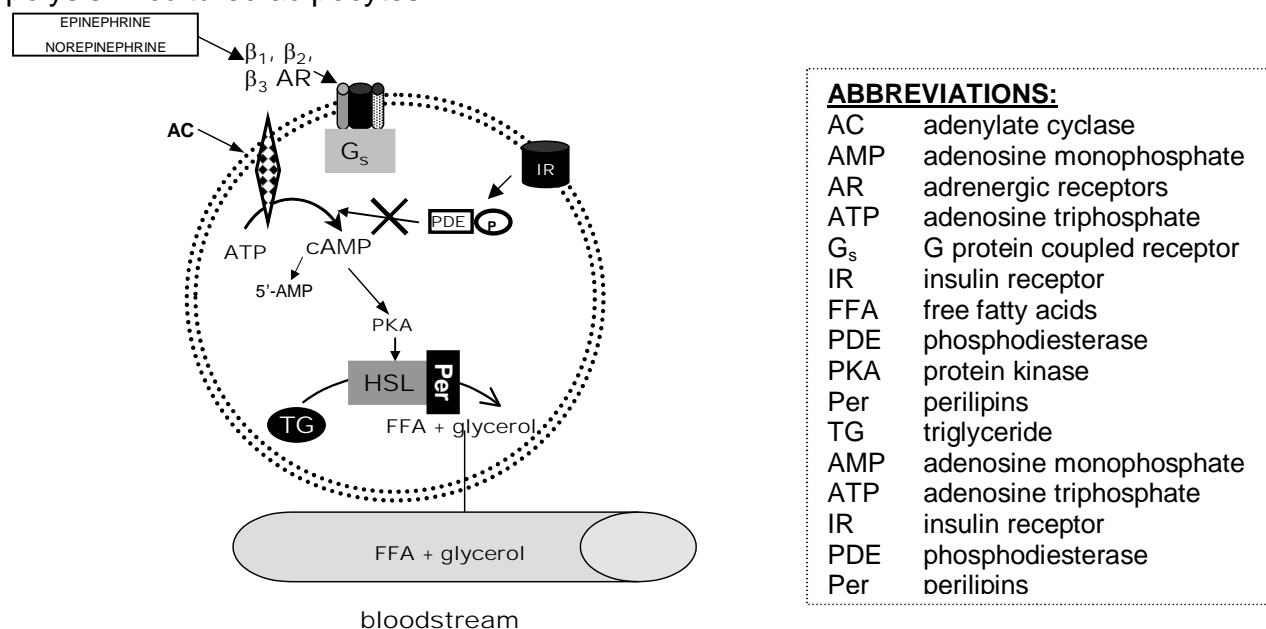 EPINEPHRINE
NOREPINEPHRINE
β1, β2,
β3 AR
AC
Gs
IR
PDE
P
ATP
cAMP
5'-AMP
PKA
HSL
Per
TG
FFA + glycerol
FFA + glycerol
bloodstream
ABBREVIATIONS:
AC adenylate cyclase
AMP adenosine monophosphate
AR adrenergic receptors
ATP adenosine triphosphate
Gs G protein coupled receptor
IR insulin receptor
FFA free fatty acids
PDE phosphodiesterase
PKA protein kinase
Per perilipins
TG triglyceride
AMP adenosine monophosphate
ATP adenosine triphosphate
IR insulin receptor
PDE phosphodiesterase
Per perilipins